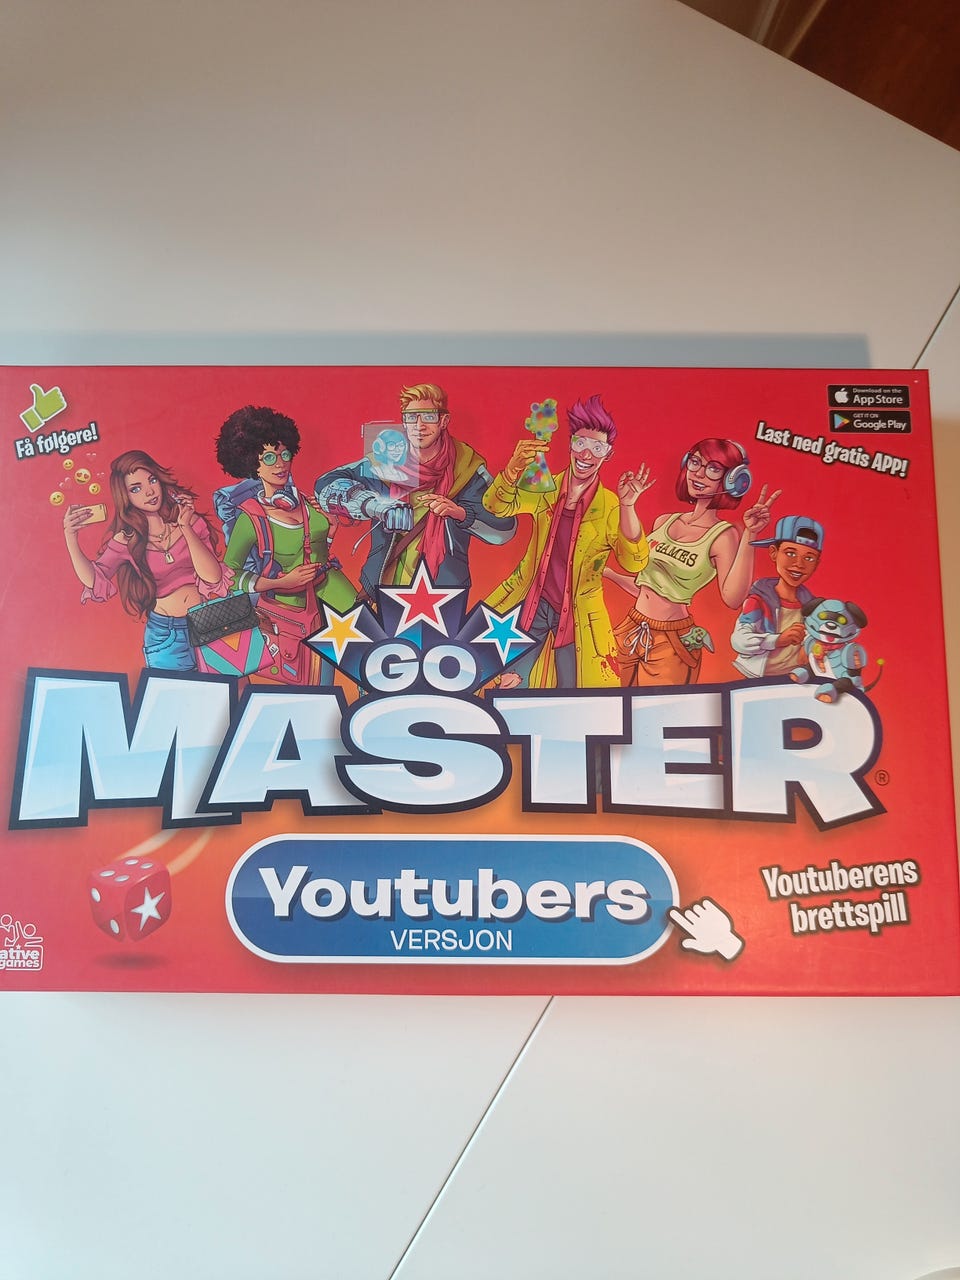 Få følgere!
Download on the
App Store
GET IT ON
Google Play
Last ned gratis APP!
GAMES
GO
MASTER
®
Youtubers
VERSJON
Youtuberens
brettspill
games